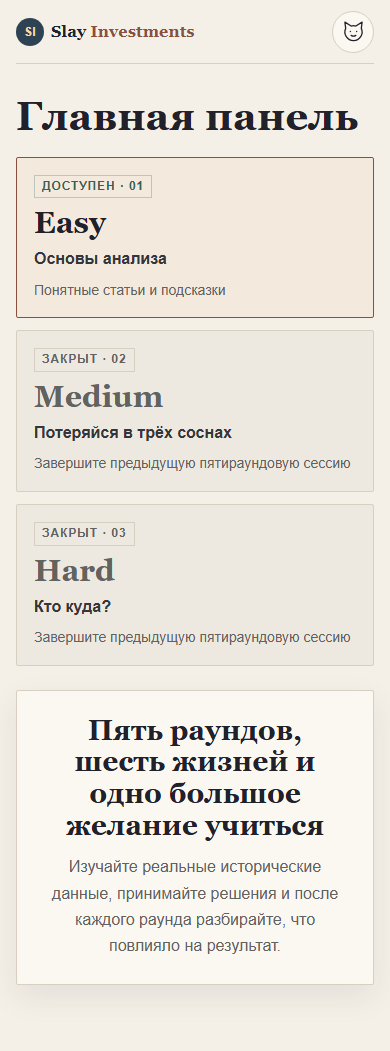 SI Slay Investments
Главная панель
ДОСТУПЕН · 01
Easy
Основы анализа
Понятные статьи и подсказки
ЗАКРЫТ · 02
Medium
Потеряйся в трёх соснах
Завершите предыдущую пятираундовую сессию
ЗАКРЫТ · 03
Hard
Кто куда?
Завершите предыдущую пятираундовую сессию
Пять раундов,
шесть жизней и
одно большое
желание учиться
Изучайте реальные исторические
данные, принимайте решения и после
каждого раунда разбирайте, что
повлияло на результат.